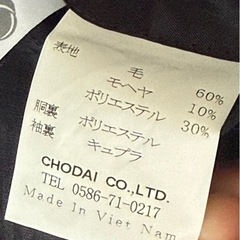 表地 毛 60%
モヘヤ 10%
ポリエステル 30%
胴裏 ポリエステル
袖裏 キュプラ
CHODAI CO.,LTD.
TEL 0586-71-0217
Made in Viet Nam